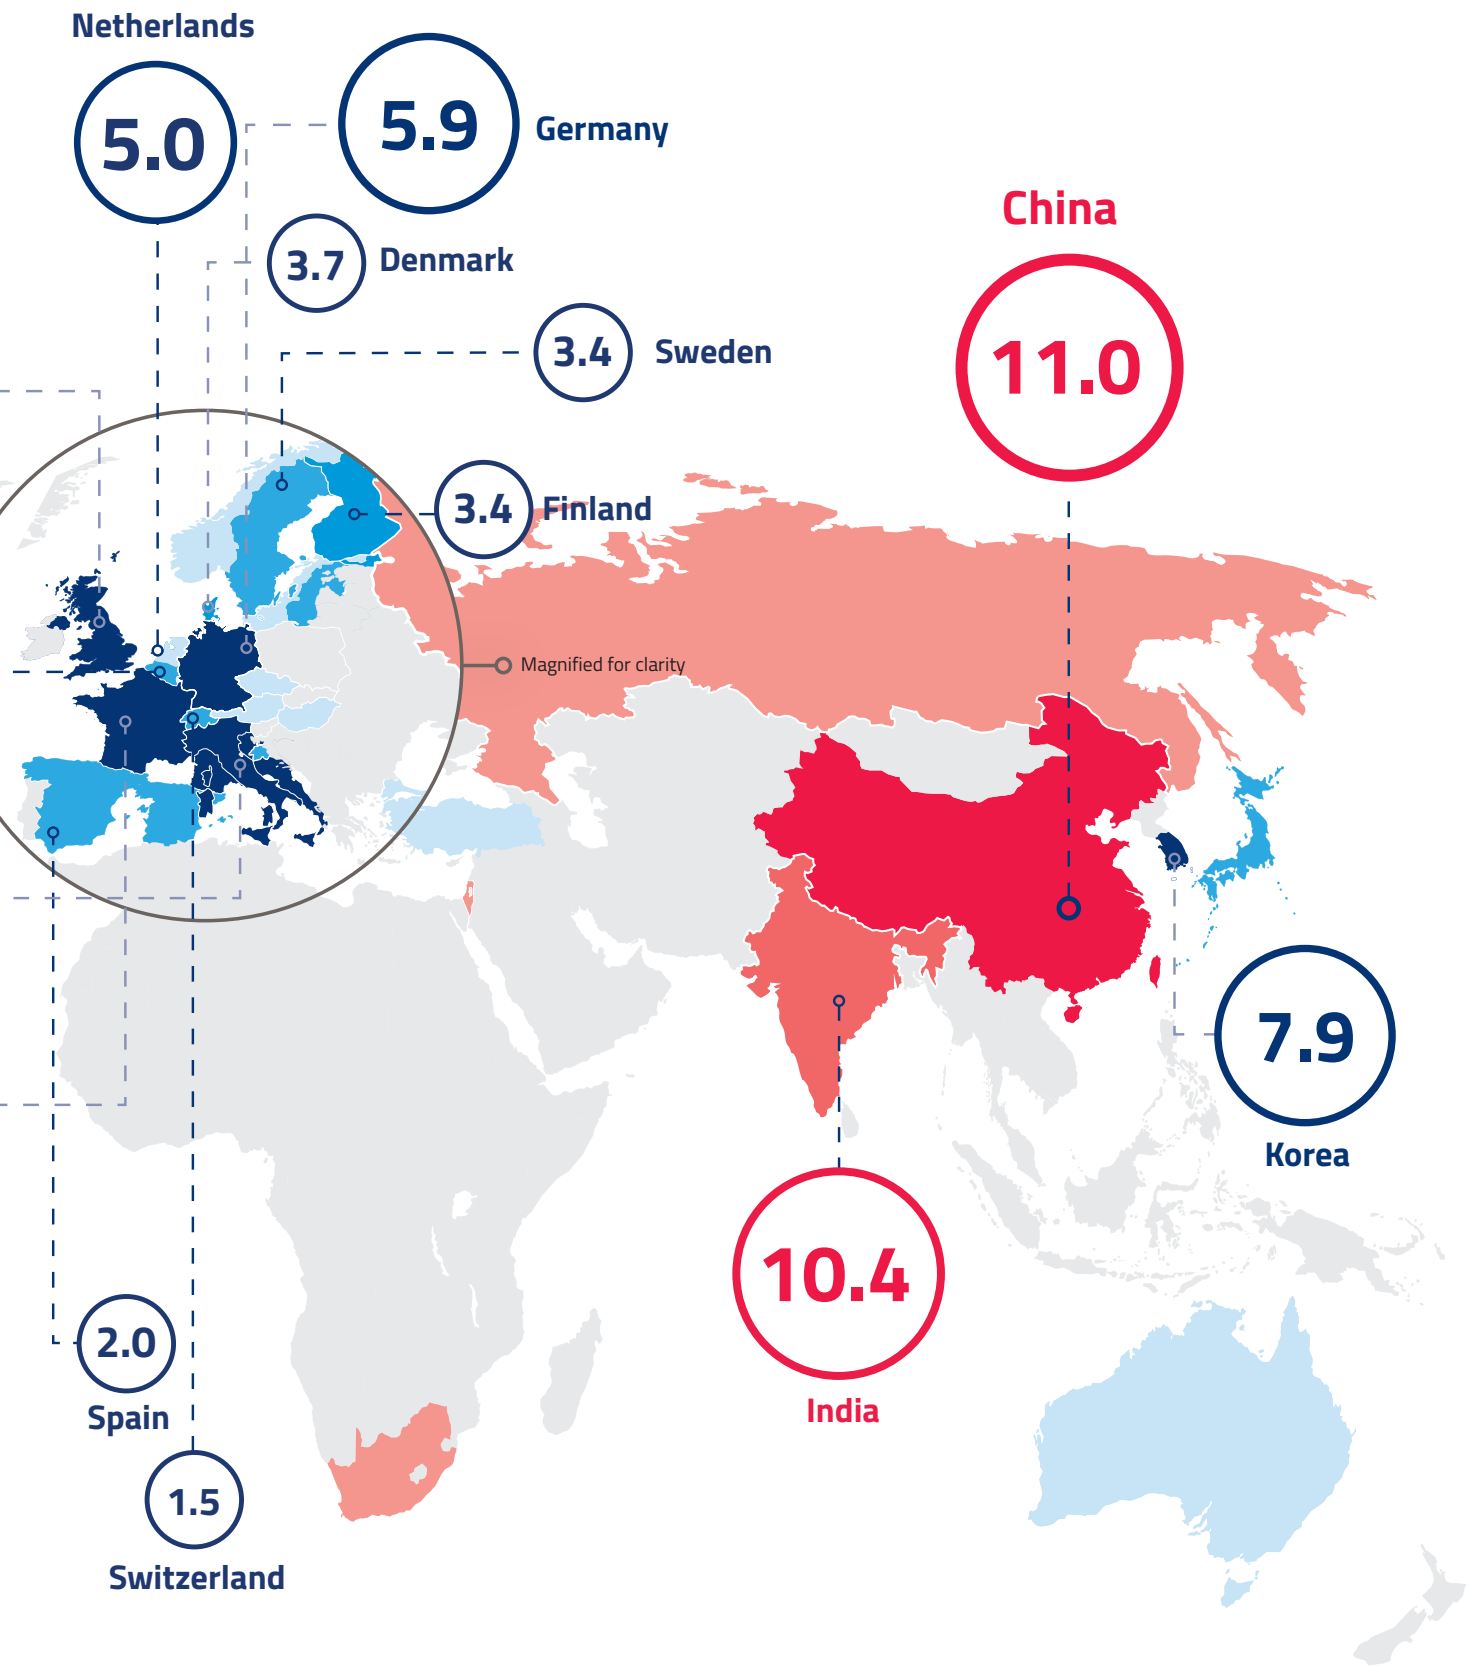 Netherlands
5.0
5.9
Germany
3.7
Denmark
3.4
Sweden
China
11.0
3.4
Finland
Magnified for clarity
7.9
Korea
10.4
India
2.0
Spain
1.5
Switzerland